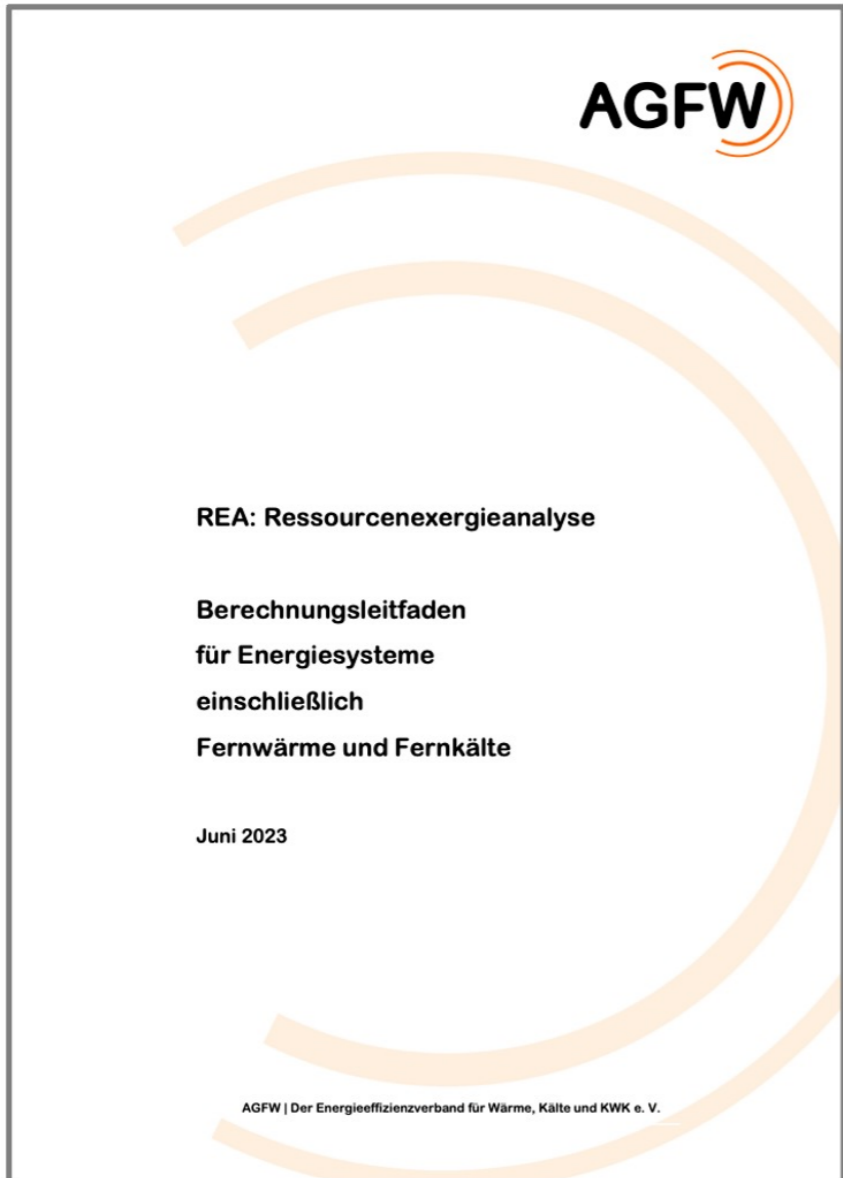 AGFW
REA: Ressourcenexergieanalyse
Berechnungsleitfaden
für Energiesysteme
einschließlich
Fernwärme und Fernkälte
Juni 2023
AGFW | Der Energieeffizienzverband für Wärme, Kälte und KWK e. V.